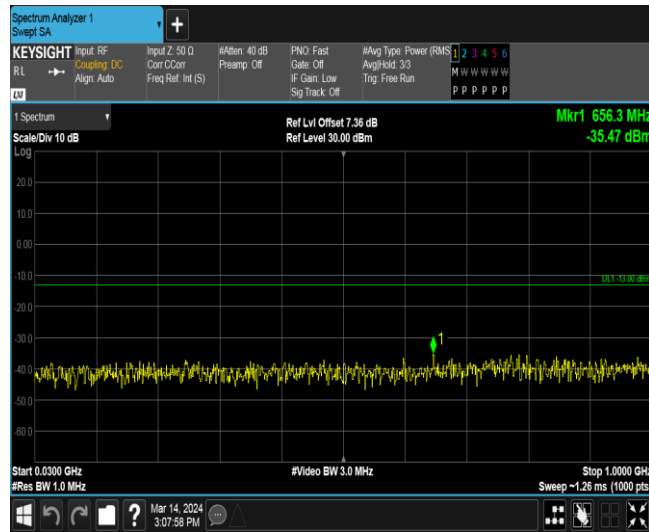 Spectrum Analyzer 1
Swept SA
+
KEYSIGHT
RL
LXI
Input: RF
Coupling: DC
Align: Auto
Input Z: 50 Ω
Corr CCorr
Freq Ref: Int (S)
#Atten: 40 dB
Preamp: Off
PNO: Fast
Gate: Off
IF Gain: Low
Sig Track: Off
#Avg Type: Power (RMS
Avg|Hold: 3/3
Trig: Free Run
1 2 3 4 5 6
M W W W W W
P P P P P P
1 Spectrum
Scale/Div 10 dB
Log
Ref Lvl Offset 7.36 dB
Ref Level 30.00 dBm
Mkr1 656.3 MHz
-35.47 dBm
20.0
10.0
0.00
-10.0
DL1 -13.00 dBm
-20.0
-30.0
1
-40.0
-50.0
-60.0
Start 0.0300 GHz
#Res BW 1.0 MHz
#Video BW 3.0 MHz
Stop 1.0000 GHz
Sweep ~1.26 ms (1000 pts
?
Mar 14, 2024
3:07:58 PM